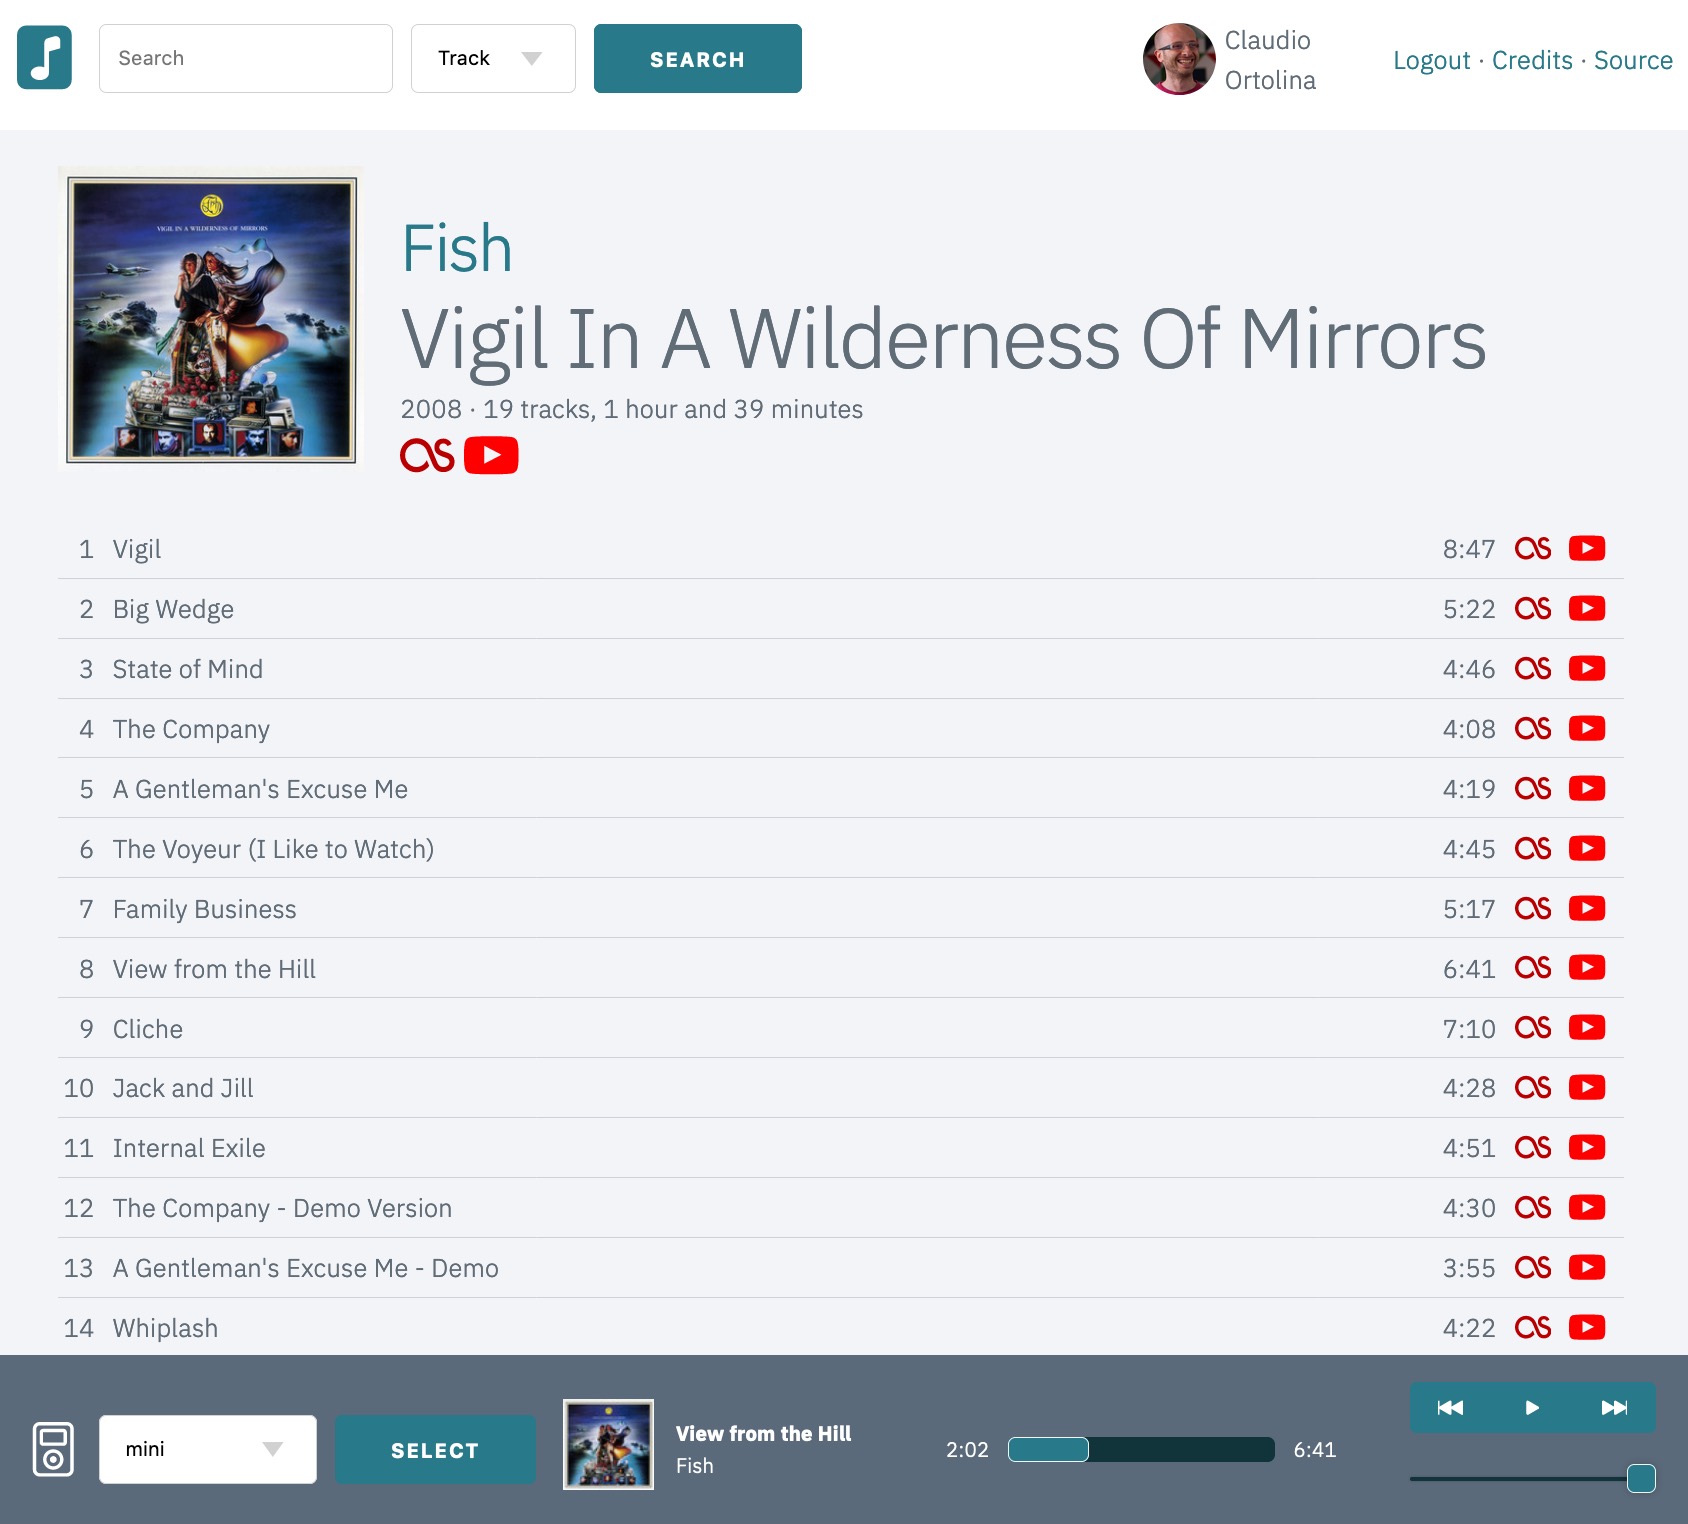 Search
Track
SEARCH
Claudio
Ortolina
Logout · Credits · Source
VIGIL IN A WILDERNESS OF MIRRORS
Fish
Vigil In A Wilderness Of Mirrors
2008 · 19 tracks, 1 hour and 39 minutes
1 Vigil 8:47
2 Big Wedge 5:22
3 State of Mind 4:46
4 The Company 4:08
5 A Gentleman's Excuse Me 4:19
6 The Voyeur (I Like to Watch) 4:45
7 Family Business 5:17
8 View from the Hill 6:41
9 Cliche 7:10
10 Jack and Jill 4:28
11 Internal Exile 4:51
12 The Company - Demo Version 4:30
13 A Gentleman's Excuse Me - Demo 3:55
14 Whiplash 4:22
mini
SELECT
View from the Hill
Fish
2:02
6:41